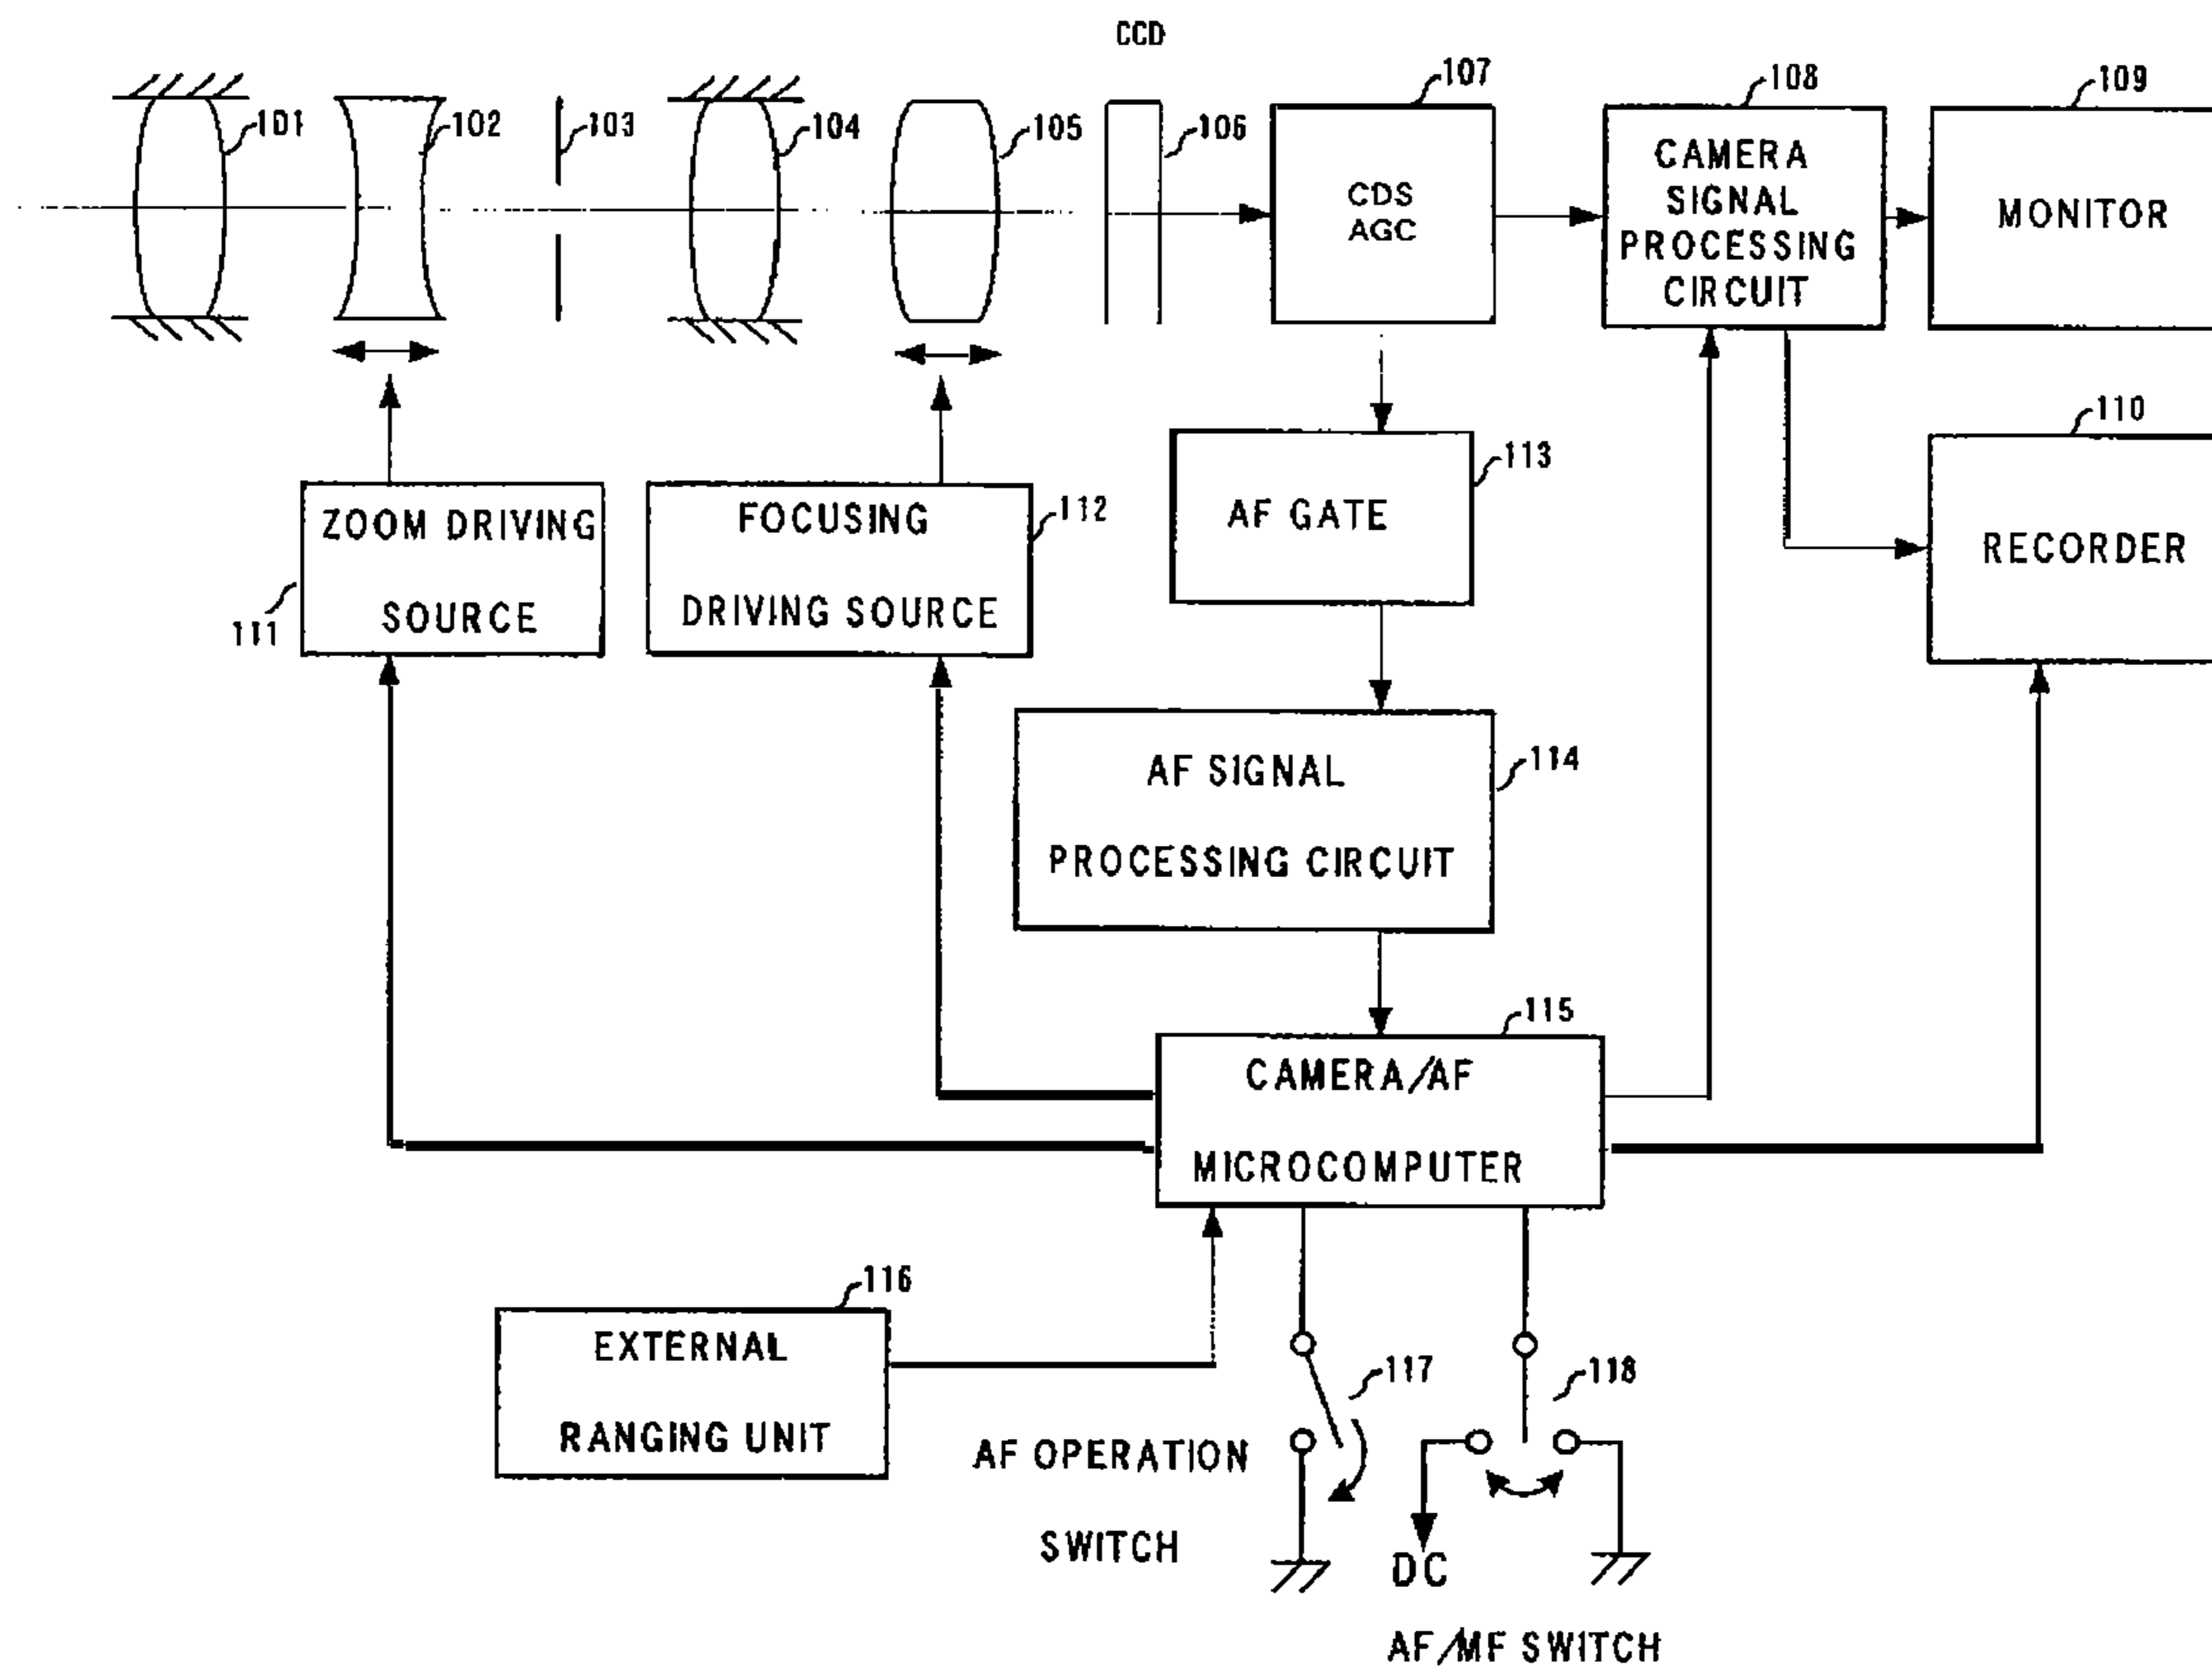 CCD
101
102
103
104
105
106
107
108
109
CDS
AGC
CAMERA
SIGNAL
PROCESSING
CIRCUIT
MONITOR
110
RECORDER
111
ZOOM DRIVING
SOURCE
112
FOCUSING
DRIVING SOURCE
113
AF GATE
114
AF SIGNAL
PROCESSING CIRCUIT
115
CAMERA/AF
MICROCOMPUTER
116
EXTERNAL
RANGING UNIT
117
AF OPERATION
SWITCH
118
DC
AF/MF SWITCH